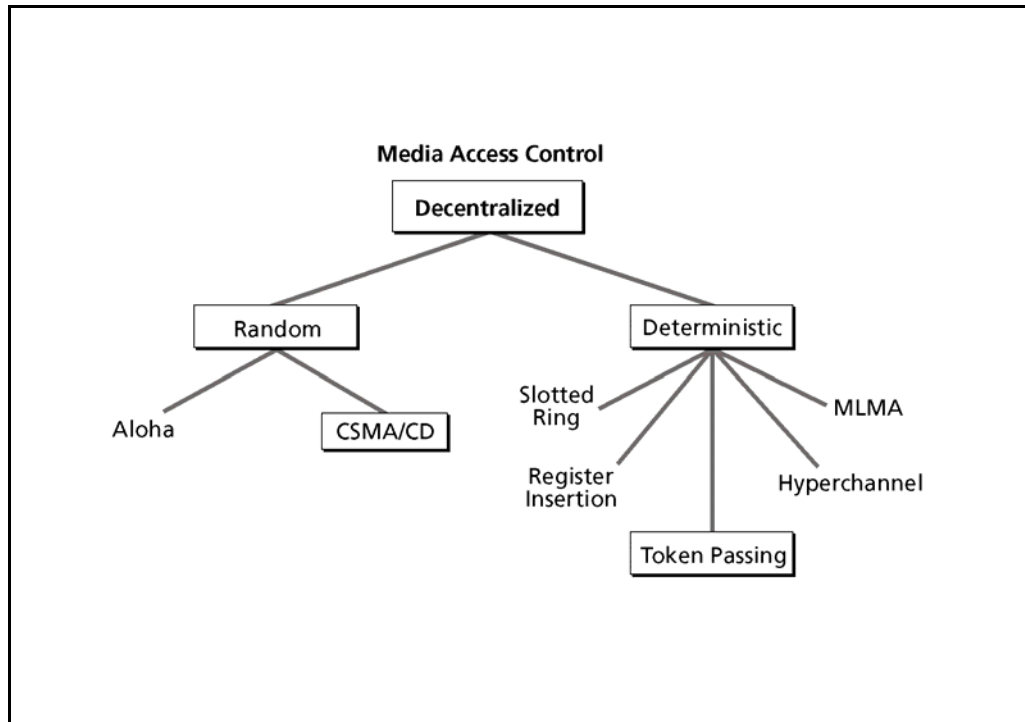 Media Access Control
Decentralized
Random
Deterministic
Aloha
CSMA/CD
Slotted
Ring
Register
Insertion
Token Passing
Hyperchannel
MLMA